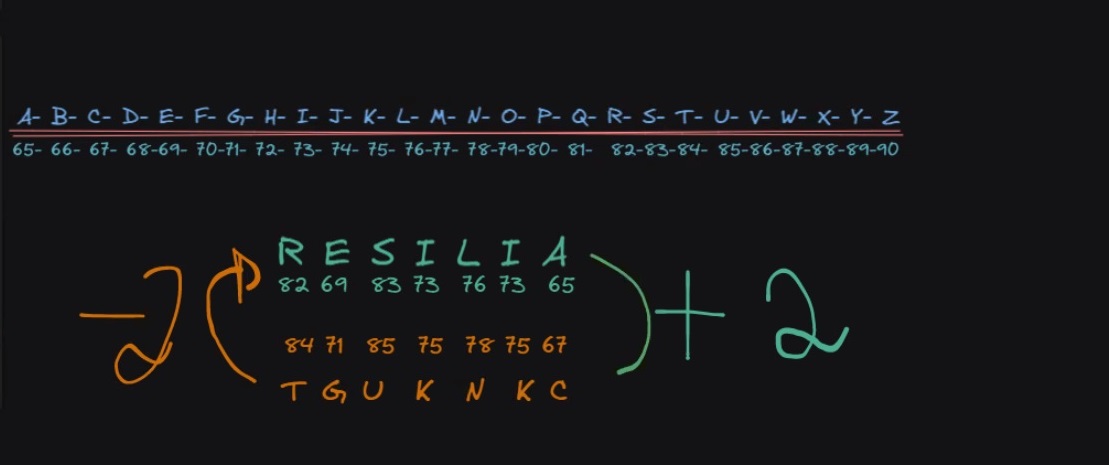 A- B- C- D- E- F- G- H- I- J- K- L- M- N- O- P- Q- R- S- T- U- V- W- X- Y- Z
65- 66- 67- 68-69- 70-71- 72- 73- 74- 75- 76-77- 78-79-80- 81- 82-83-84- 85-86-87-88-89-90
R E S I L I A
82 69 83 73 76 73 65
-2 + 2
84 71 85 75 78 75 67
T G U K N K C